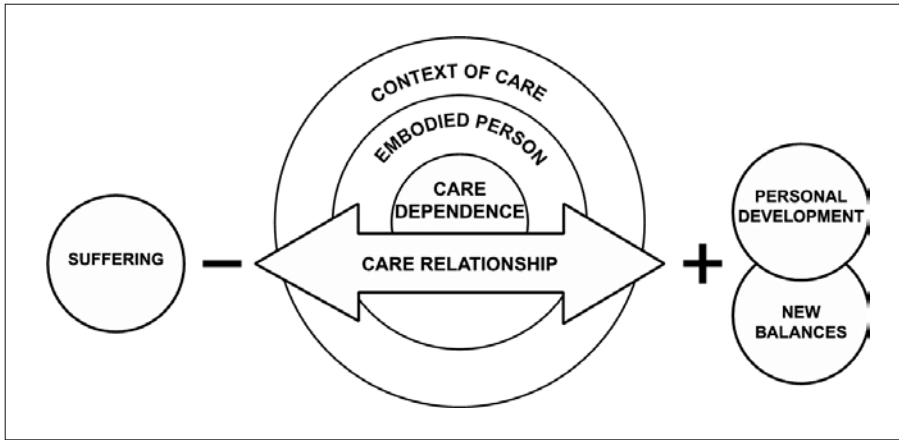 CONTEXT OF CARE
EMBODIED PERSON
CARE
DEPENDENCE
SUFFERING
−
CARE RELATIONSHIP
+
PERSONAL
DEVELOPMENT
NEW
BALANCES